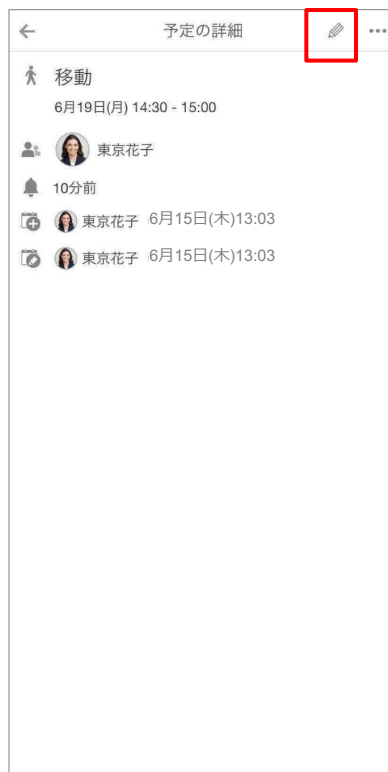 予定の詳細
移動
6月19日(月) 14:30 - 15:00
東京花子
10分前
東京花子 6月15日(木)13:03
東京花子 6月15日(木)13:03